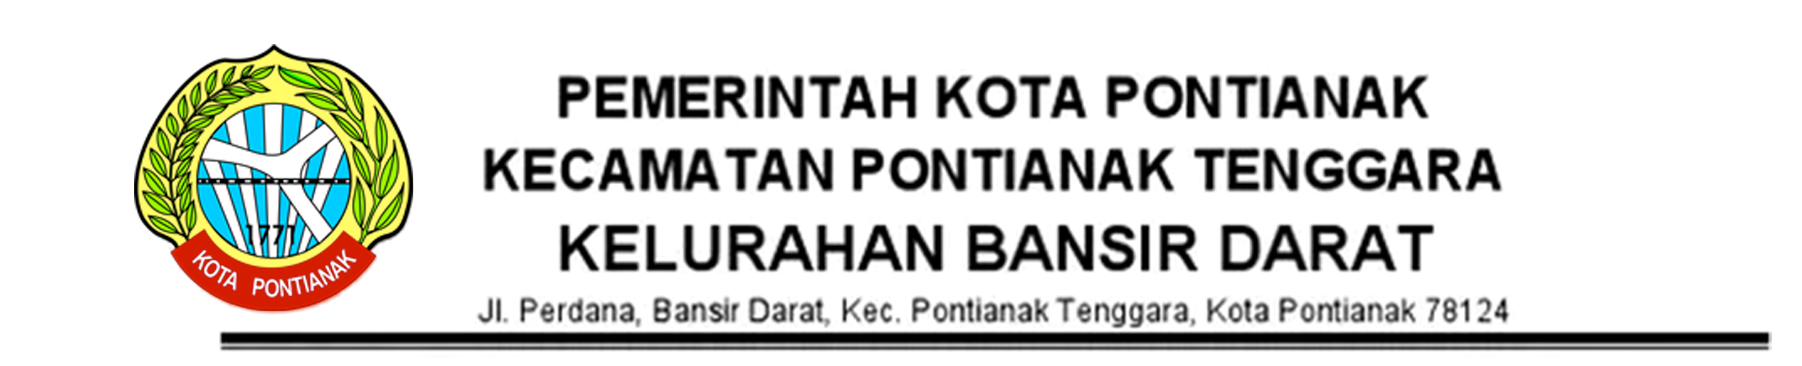 PEMERINTAH KOTA PONTIANAK
KECAMATAN PONTIANAK TENGGARA
KELURAHAN BANSIR DARAT
Jl. Perdana, Bansir Darat, Kec. Pontianak Tenggara, Kota Pontianak 78124
1771
KOTA PONTIANAK